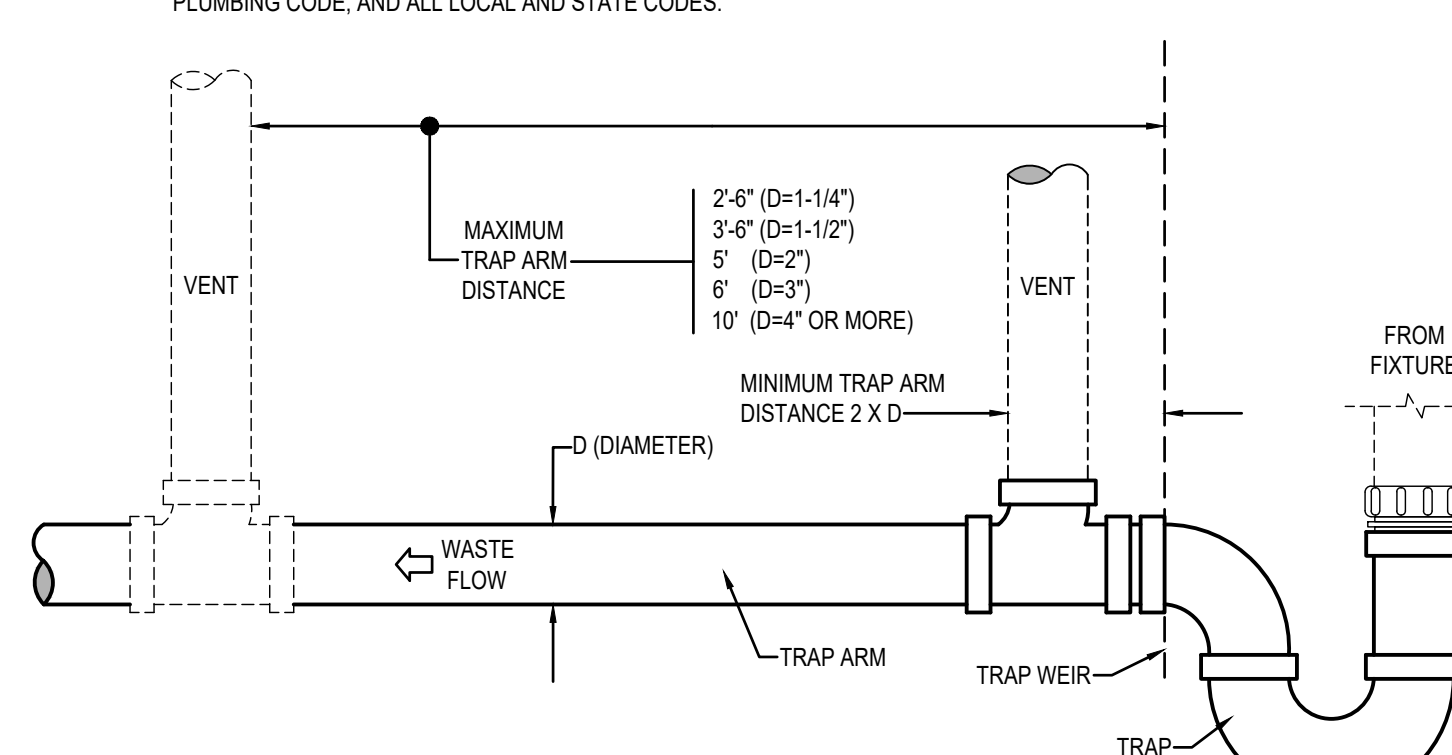 PLUMBING CODE, AND ALL LOCAL AND STATE CODES.
VENT
MAXIMUM
TRAP ARM
DISTANCE
2'-6" (D=1-1/4")
3'-6" (D=1-1/2")
5' (D=2")
6' (D=3")
10' (D=4" OR MORE)
VENT
FROM
FIXTURE
MINIMUM TRAP ARM
DISTANCE 2 X D
D (DIAMETER)
WASTE
FLOW
TRAP ARM
TRAP WEIR
TRAP